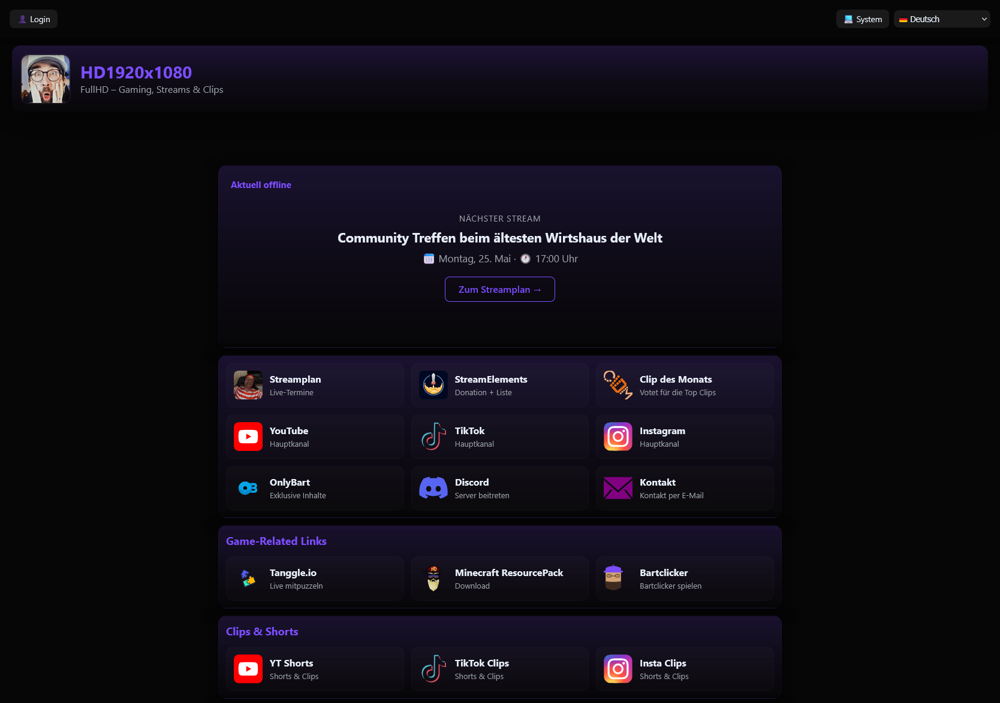 Login
System
Deutsch
HD1920x1080
FullHD – Gaming, Streams & Clips
Aktuell offline
NÄCHSTER STREAM
Community Treffen beim ältesten Wirtshaus der Welt
Montag, 25. Mai · 17:00 Uhr
Zum Streamplan →
Streamplan
Live-Termine
StreamElements
Donation + Liste
CIDM
Clip des Monats
Votet für die Top Clips
YouTube
Hauptkanal
TikTok
Hauptkanal
Instagram
Hauptkanal
OB
OnlyBart
Exklusive Inhalte
Discord
Server beitreten
Kontakt
Kontakt per E-Mail
Game-Related Links
Tanggle.io
Live mitpuzzeln
HD
Minecraft ResourcePack
Download
Bartclicker
Bartclicker spielen
Clips & Shorts
YT Shorts
Shorts & Clips
TikTok Clips
Shorts & Clips
Insta Clips
Shorts & Clips